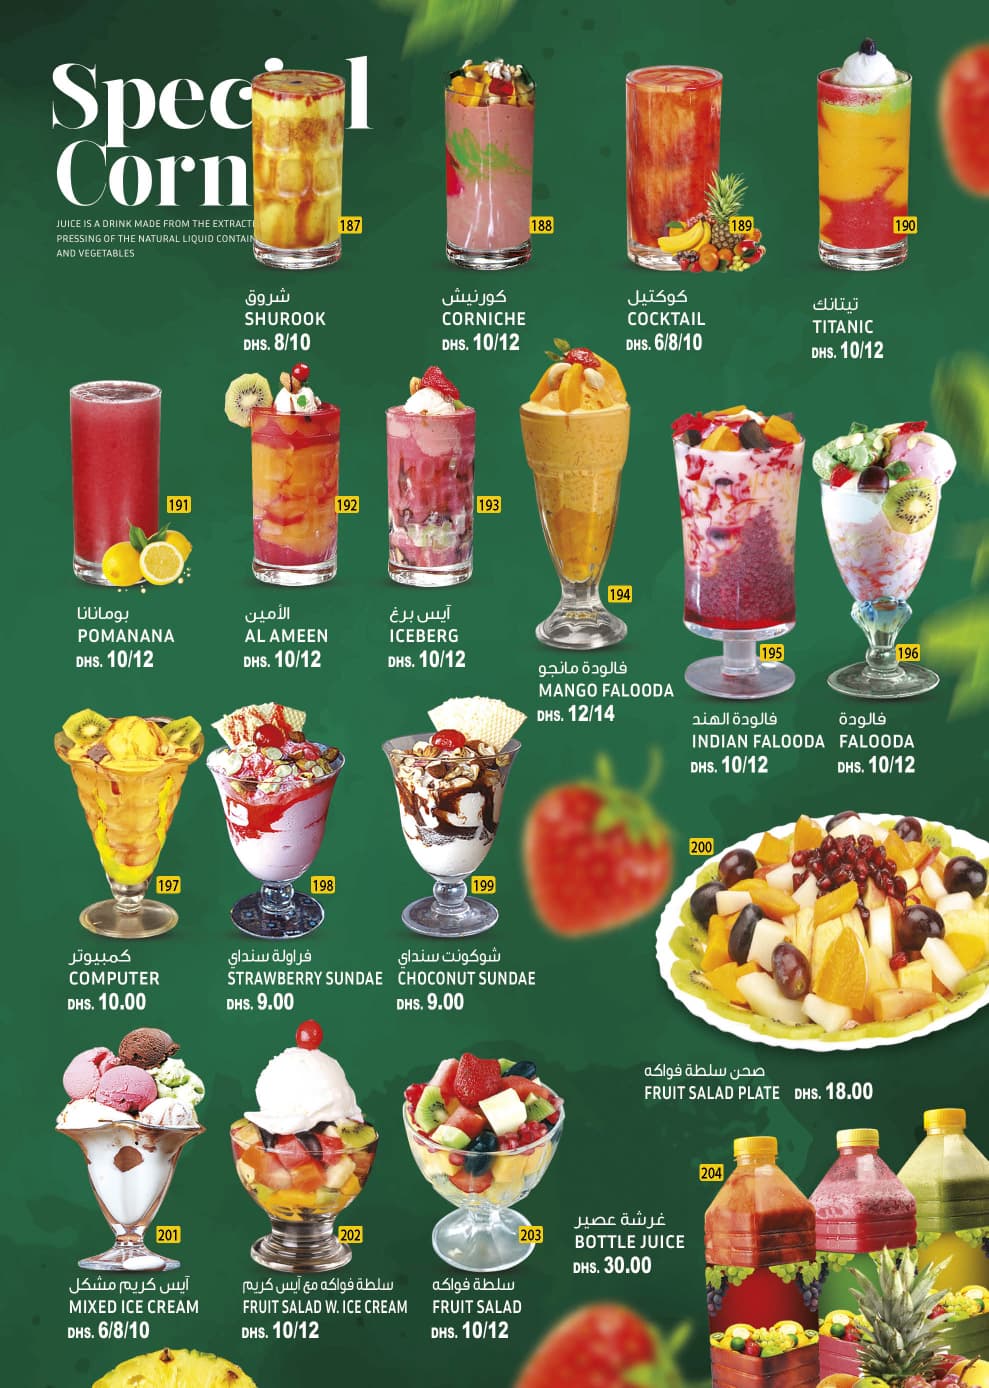 Special
Corn
JUICE IS A DRINK MADE FROM THE
PRESSING OF THE NATURAL LIQUID
AND VEGETABLES
187
شروق
SHUROOK
DHS. 8/10
188
كورنيش
CORNICHE
DHS. 10/12
189
كوكتيل
COCKTAIL
DHS. 6/8/10
190
تيتانك
TITANIC
DHS. 10/12
191
بومانانا
POMANANA
DHS. 10/12
192
الأمين
AL AMEEN
DHS. 10/12
193
آيس برغ
ICEBERG
DHS. 10/12
194
فالودة مانجو
MANGO FALOODA
DHS. 12/14
195
فالودة الهند
INDIAN FALOODA
DHS. 10/12
196
فالودة
FALOODA
DHS. 10/12
197
كمبيوتر
COMPUTER
DHS. 10.00
198
فراولة سنداي
STRAWBERRY SUNDAE
DHS. 9.00
199
شوكونت سنداي
CHOCONUT SUNDAE
DHS. 9.00
200
صحن سلطة فواكه
FRUIT SALAD PLATE DHS. 18.00
201
آيس كريم مشكل
MIXED ICE CREAM
DHS. 6/8/10
202
سلطة فواكه مع آيس كريم
FRUIT SALAD W. ICE CREAM
DHS. 10/12
203
سلطة فواكه
FRUIT SALAD
DHS. 10/12
204
غرشة عصير
BOTTLE JUICE
DHS. 30.00